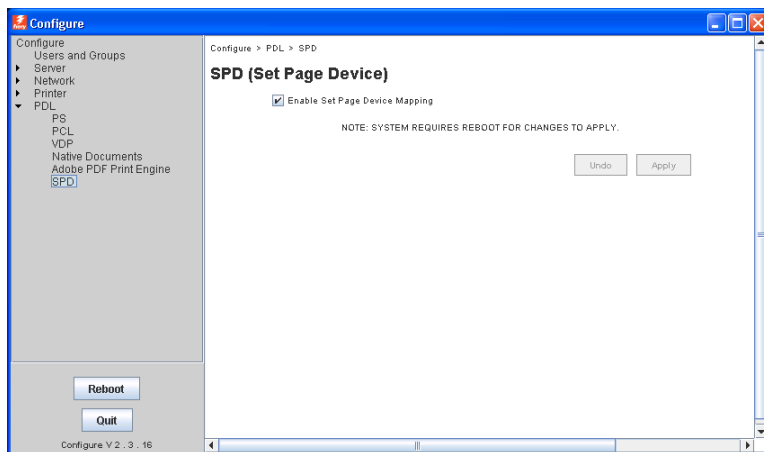 Configure
Configure
Users and Groups
Server
Network
Printer
PDL
PS
PCL
VDP
Native Documents
Adobe PDF Print Engine
SPD
Reboot
Quit
Configure V 2 . 3 . 16
Configure > PDL > SPD
SPD (Set Page Device)
Enable Set Page Device Mapping
NOTE: SYSTEM REQUIRES REBOOT FOR CHANGES TO APPLY.
Undo Apply